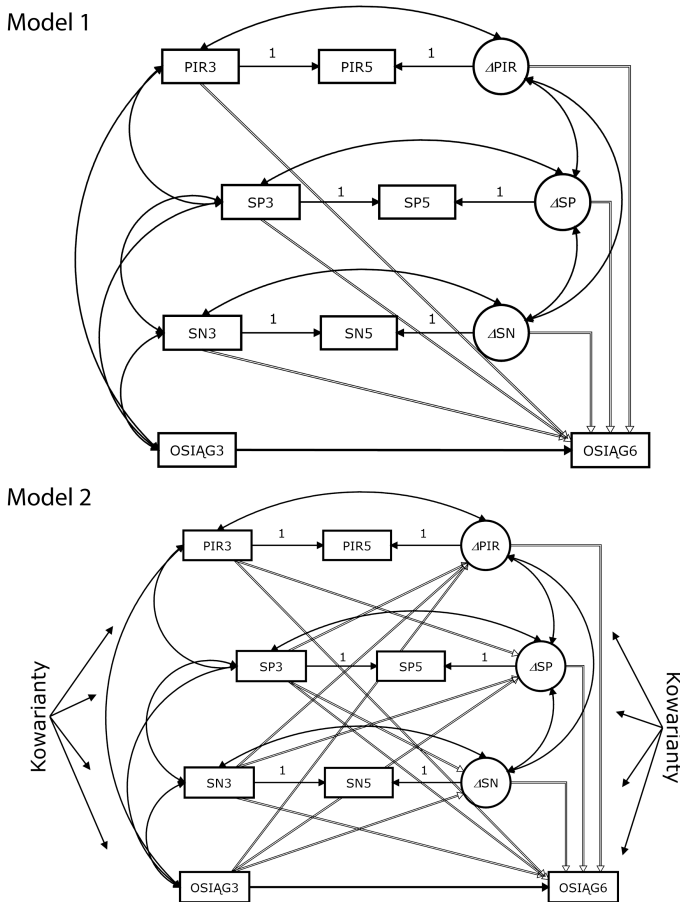 Model 1
PIR3 1 PIR5 1 ΔPIR
SP3 1 SP5 1 ΔSP
SN3 1 SN5 1 ΔSN
OSIĄG3 OSIĄG6
Model 2
PIR3 1 PIR5 1 ΔPIR
SP3 1 SP5 1 ΔSP
Kowarianty
Kowarianty
SN3 1 SN5 1 ΔSN
OSIĄG3 OSIĄG6